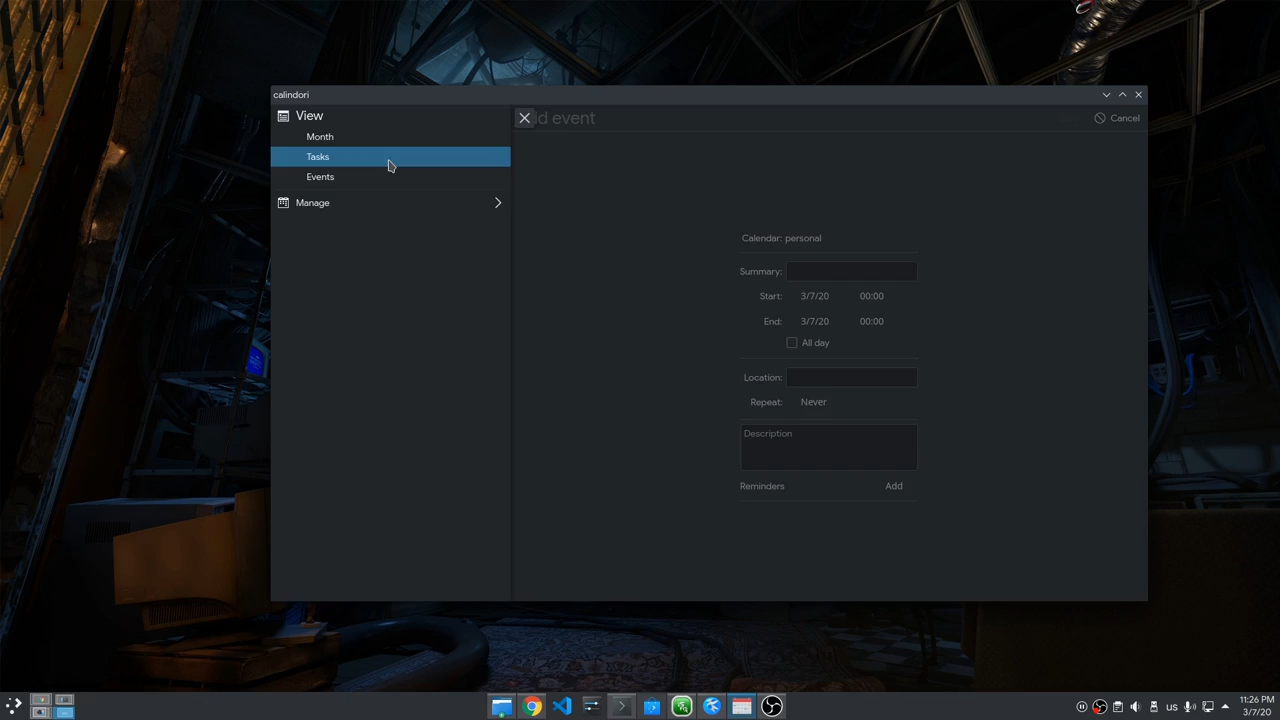 calindori
View
Month
Tasks
Events
Manage
d event
Cancel
Calendar: personal
Summary:
Start: 3/7/20 00:00
End: 3/7/20 00:00
All day
Location:
Repeat: Never
Description
Reminders Add
US
11:26 PM
3/7/20